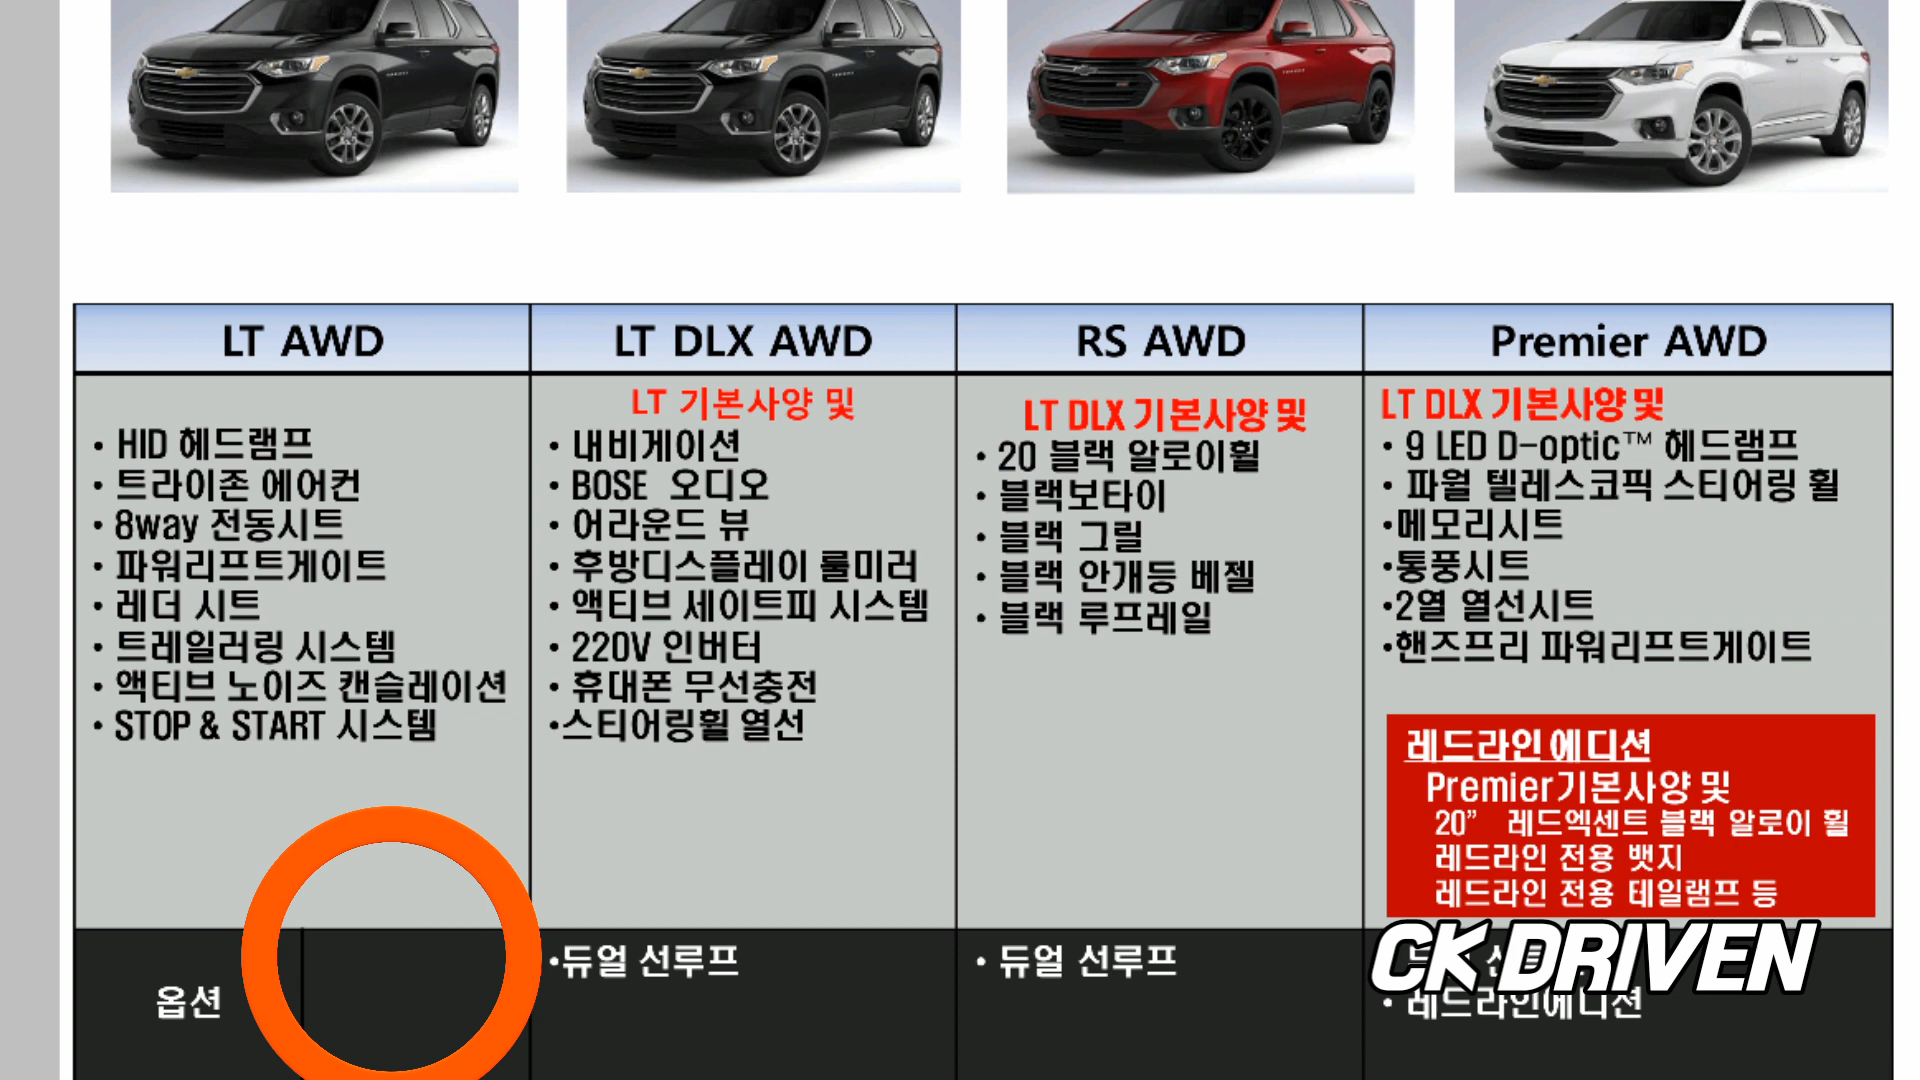 LT AWD
LT DLX AWD
RS AWD
Premier AWD
• HID 헤드램프
• 트라이존 에어컨
• 8way 전동시트
• 파워리프트게이트
• 레더 시트
• 트레일러링 시스템
• 액티브 노이즈 캔슬레이션
• STOP & START 시스템
LT 기본사양 및
• 내비게이션
• BOSE 오디오
• 어라운드 뷰
• 후방디스플레이 룸미러
• 액티브 세이트피 시스템
• 220V 인버터
• 휴대폰 무선충전
•스티어링휠 열선
LT DLX 기본사양 및
• 20 블랙 알로이휠
• 블랙보타이
• 블랙 그릴
• 블랙 안개등 베젤
• 블랙 루프레일
LT DLX 기본사양 및
• 9 LED D-optic™ 헤드램프
• 파월 텔레스코픽 스티어링 휠
•메모리시트
•통풍시트
•2열 열선시트
•핸즈프리 파워리프트게이트
레드라인 에디션
Premier기본사양 및
20” 레드엑센트 블랙 알로이 휠
레드라인 전용 뱃지
레드라인 전용 테일램프 등
옵션
•듀얼 선루프
• 듀얼 선루프
• 레드라인에디션
CK DRIVEN